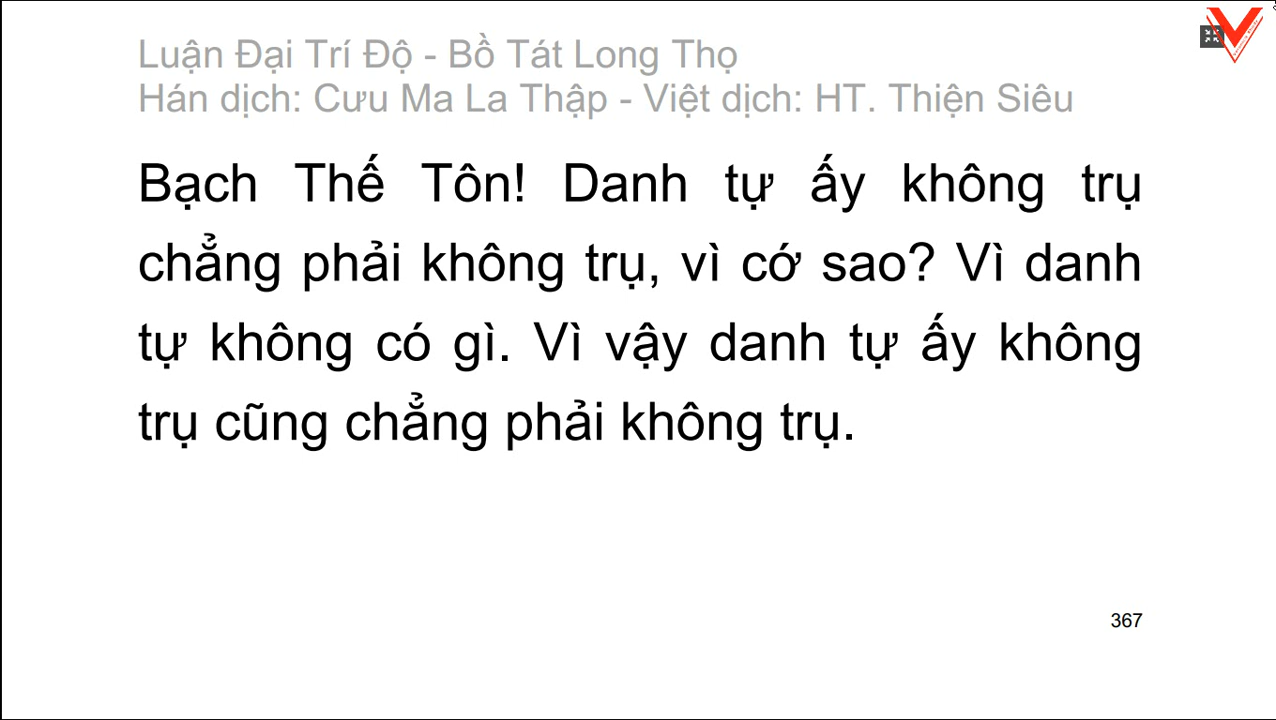 Luận Đại Trí Độ - Bồ Tát Long Thọ
Hán dịch: Cưu Ma La Thập - Việt dịch: HT. Thiện Siêu
Bạch Thế Tôn! Danh tự ấy không trụ
chẳng phải không trụ, vì cớ sao? Vì danh
tự không có gì. Vì vậy danh tự ấy không
trụ cũng chẳng phải không trụ.
367